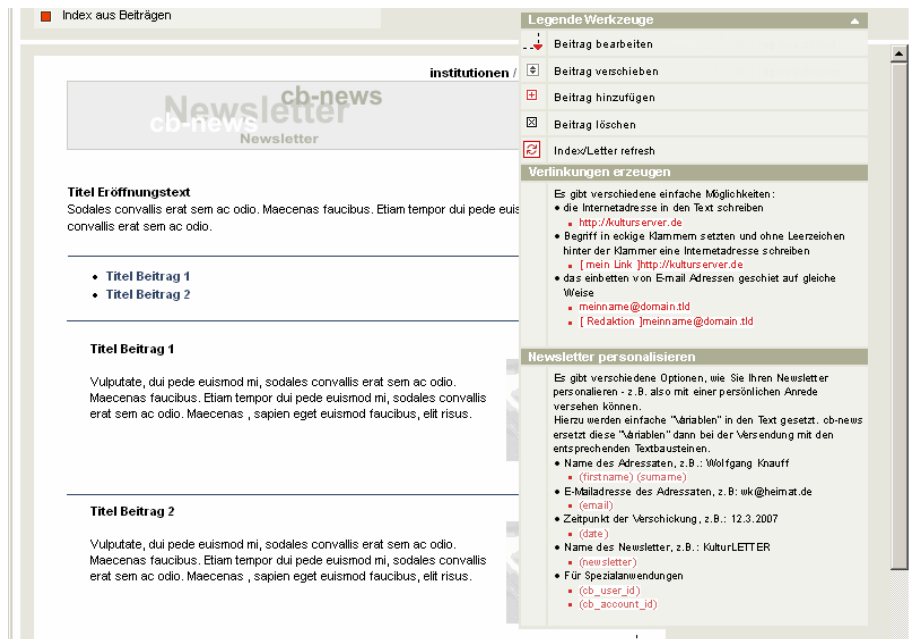 Index aus Beiträgen
institutionen /
Newsletter
cb-news
cb-news
Newsletter
Titel Eröffnungstext
Sodales convallis erat sem ac odio. Maecenas faucibus. Etiam tempor dui pede euis
convallis erat sem ac odio.
• Titel Beitrag 1
• Titel Beitrag 2
Titel Beitrag 1
Vulputate, dui pede euismod mi, sodales convallis erat sem ac odio.
Maecenas faucibus. Etiam tempor dui pede euismod mi, sodales convallis
erat sem ac odio. Maecenas , sapien eget euismod faucibus, elit risus.
Titel Beitrag 2
Vulputate, dui pede euismod mi, sodales convallis erat sem ac odio.
Maecenas faucibus. Etiam tempor dui pede euismod mi, sodales convallis
erat sem ac odio. Maecenas , sapien eget euismod faucibus, elit risus.
Legende Werkzeuge
Beitrag bearbeiten
Beitrag verschieben
Beitrag hinzufügen
Beitrag löschen
Index/Letter refresh
Verlinkungen erzeugen
Es gibt verschiedene einfache Möglichkeiten:
• die Internetadresse in den Text schreiben
http://kulturserver.de
• Begriff in eckige Klammern setzten und ohne Leerzeichen
hinter der Klammer eine Internetadresse schreiben
[ mein Link ]http://kulturserver.de
• das einbetten von E-mail Adressen geschiet auf gleiche
Weise
meinname@domain.tld
[ Redaktion ]meinname@domain.tld
Newsletter personalisieren
Es gibt verschiedene Optionen, wie Sie Ihren Newsletter
personalieren - z.B. also mit einer persönlichen Anrede
versehen können.
Hierzu werden einfache "Variablen" in den Text gesetzt. cb-news
ersetzt diese "Variablen" dann bei der Versendung mit den
entsprechenden Textbausteinen.
• Name des Adressaten, z.B.: Wolfgang Knauff
(firstname) (surname)
• E-Mailadresse des Adressaten, z.B: wk@heimat.de
(email)
• Zeitpunkt der Verschickung, z.B.: 12.3.2007
(date)
• Name des Newsletter, z.B.: KulturLETTER
(newsletter)
• Für Spezialanwendungen
(cb_user_id)
(cb_account_id)